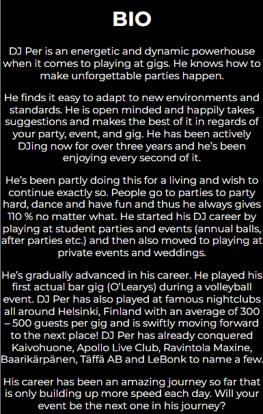 BIO
DJ Per is an energetic and dynamic powerhouse
when it comes to playing at gigs. He knows how to
make unforgettable parties happen.
He finds it easy to adapt to new environments and
standards. He is open minded and happily takes
suggestions and makes the best of it in regards of
your party, event, and gig. He has been actively
DJing now for over three years and he's been
enjoying every second of it.
He's been partly doing this for a living and wish to
continue exactly so. People go to parties to party
hard, dance and have fun and thus he always gives
110 % no matter what. He started his DJ career by
playing at student parties and events (annual balls,
after parties etc.) and then also moved to playing at
private events and weddings.
He's gradually advanced in his career. He played his
first actual bar gig (O'Learys) during a volleyball
event. DJ Per has also played at famous nightclubs
all around Helsinki, Finland with an average of 300
– 500 guests per gig and is swiftly moving forward
to the next place! DJ Per has already conquered
Kaivohuone, Apollo Live Club, Ravintola Maxine,
Baarikärpänen, Täffä AB and LeBonk to name a few.
His career has been an amazing journey so far that
is only building up more speed each day. Will your
event be the next one in his journey?